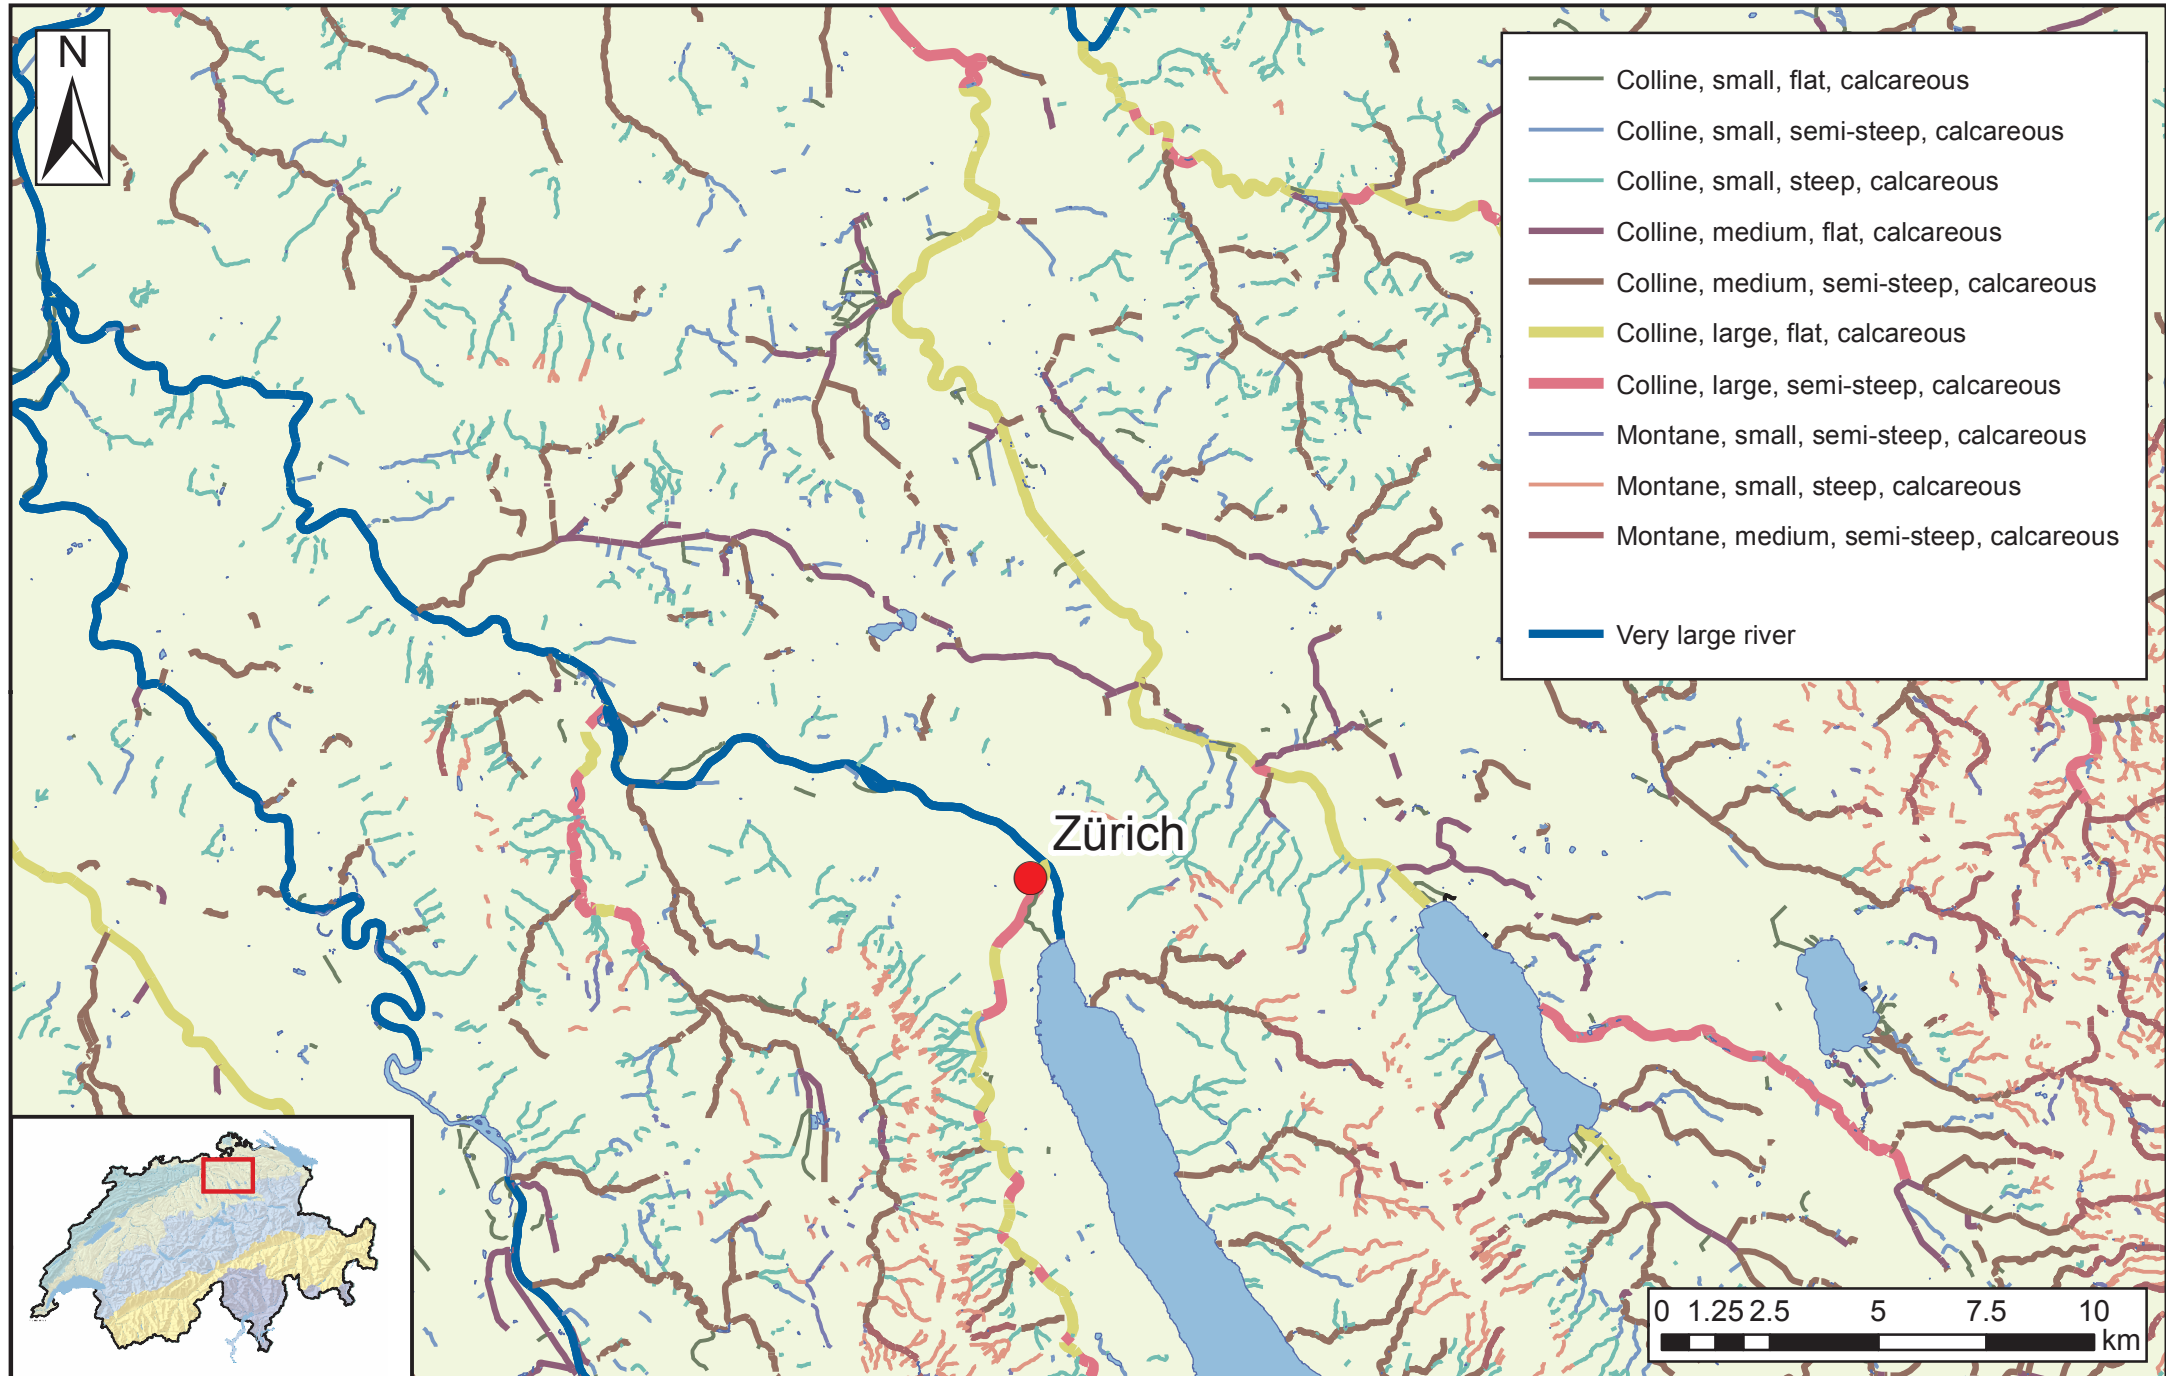 N
Colline, small, flat, calcareous
Colline, small, semi-steep, calcareous
Colline, small, steep, calcareous
Colline, medium, flat, calcareous
Colline, medium, semi-steep, calcareous
Colline, large, flat, calcareous
Colline, large, semi-steep, calcareous
Montane, small, semi-steep, calcareous
Montane, small, steep, calcareous
Montane, medium, semi-steep, calcareous
Very large river
Zürich
0 1.25 2.5 5 7.5 10
km